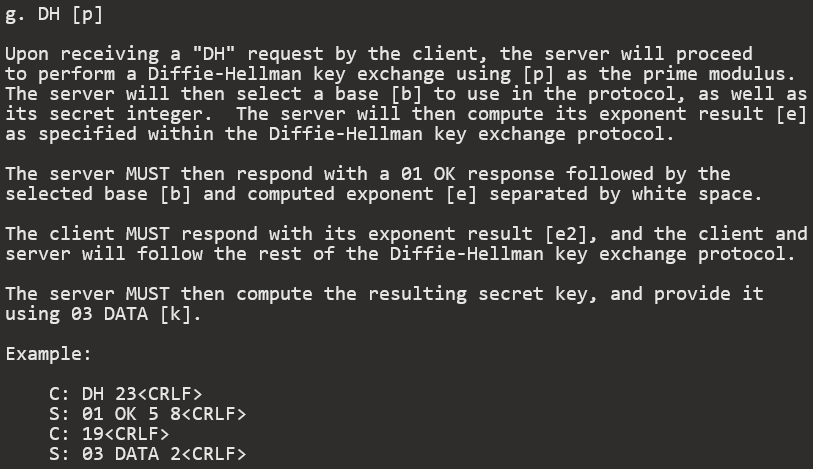 g. DH [p]
Upon receiving a "DH" request by the client, the server will proceed
to perform a Diffie-Hellman key exchange using [p] as the prime modulus.
The server will then select a base [b] to use in the protocol, as well as
its secret integer.  The server will then compute its exponent result [e]
as specified within the Diffie-Hellman key exchange protocol.
The server MUST then respond with a 01 OK response followed by the
selected base [b] and computed exponent [e] separated by white space.
The client MUST respond with its exponent result [e2], and the client and
server will follow the rest of the Diffie-Hellman key exchange protocol.
The server MUST then compute the resulting secret key, and provide it
using 03 DATA [k].
Example:
C: DH 23<CRLF>
S: 01 OK 5 8<CRLF>
C: 19<CRLF>
S: 03 DATA 2<CRLF>